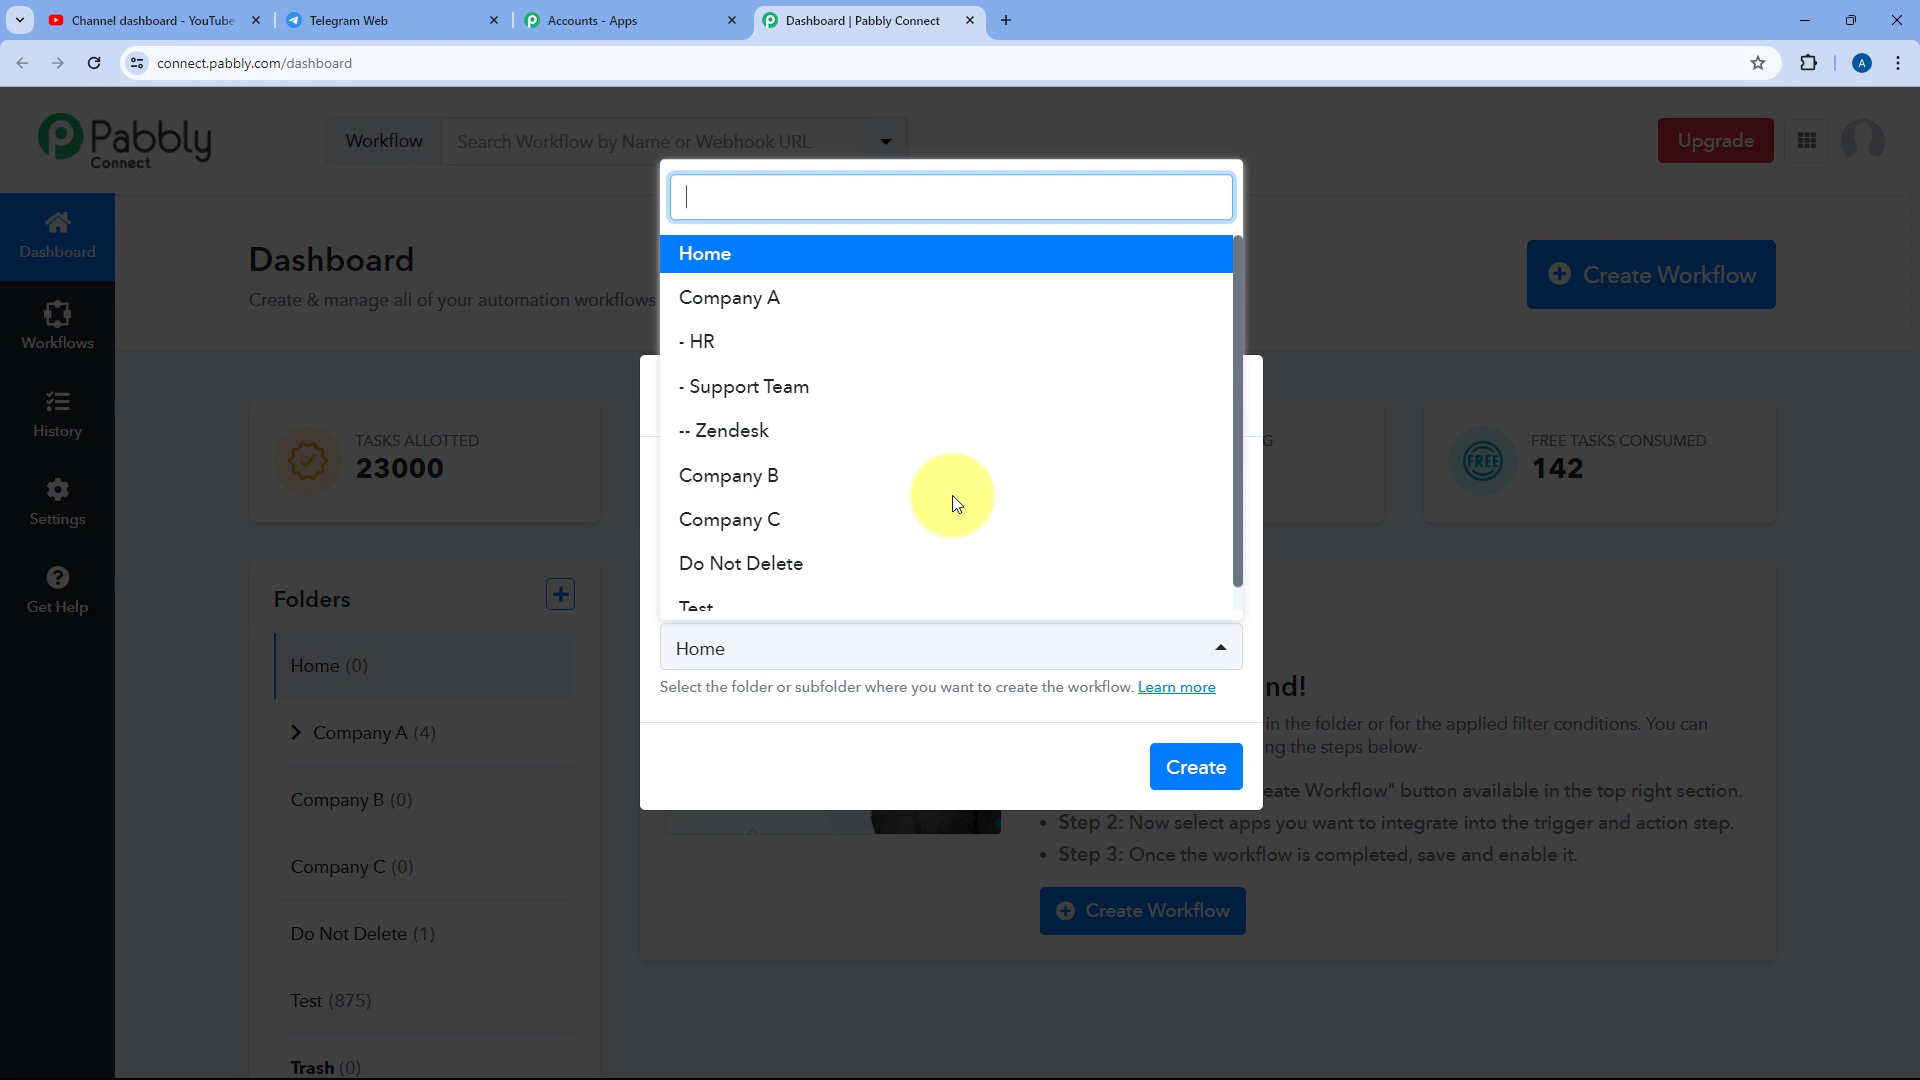 Channel dashboard - YouTube
Telegram Web
Accounts - Apps
Dashboard | Pabbly Connect
connect.pabbly.com/dashboard
A
Pabbly
Connect
Workflow
Search Workflow by Name or Webhook URL
Upgrade
Dashboard
Workflows
History
Settings
Get Help
Dashboard
Create & manage all of your automation workflows
Create Workflow
Home
Company A
- HR
- Support Team
-- Zendesk
Company B
Company C
Do Not Delete
Test
Home
Select the folder or subfolder where you want to create the workflow. Learn more
Create
TASKS ALLOTTED
23000
G
FREE TASKS CONSUMED
FREE
142
Folders
Home (0)
Company A (4)
Company B (0)
Company C (0)
Do Not Delete (1)
Test (875)
Trash (0)
nd!
in the folder or for the applied filter conditions. You can
ng the steps below-
eate Workflow" button available in the top right section.
• Step 2: Now select apps you want to integrate into the trigger and action step.
• Step 3: Once the workflow is completed, save and enable it.
Create Workflow